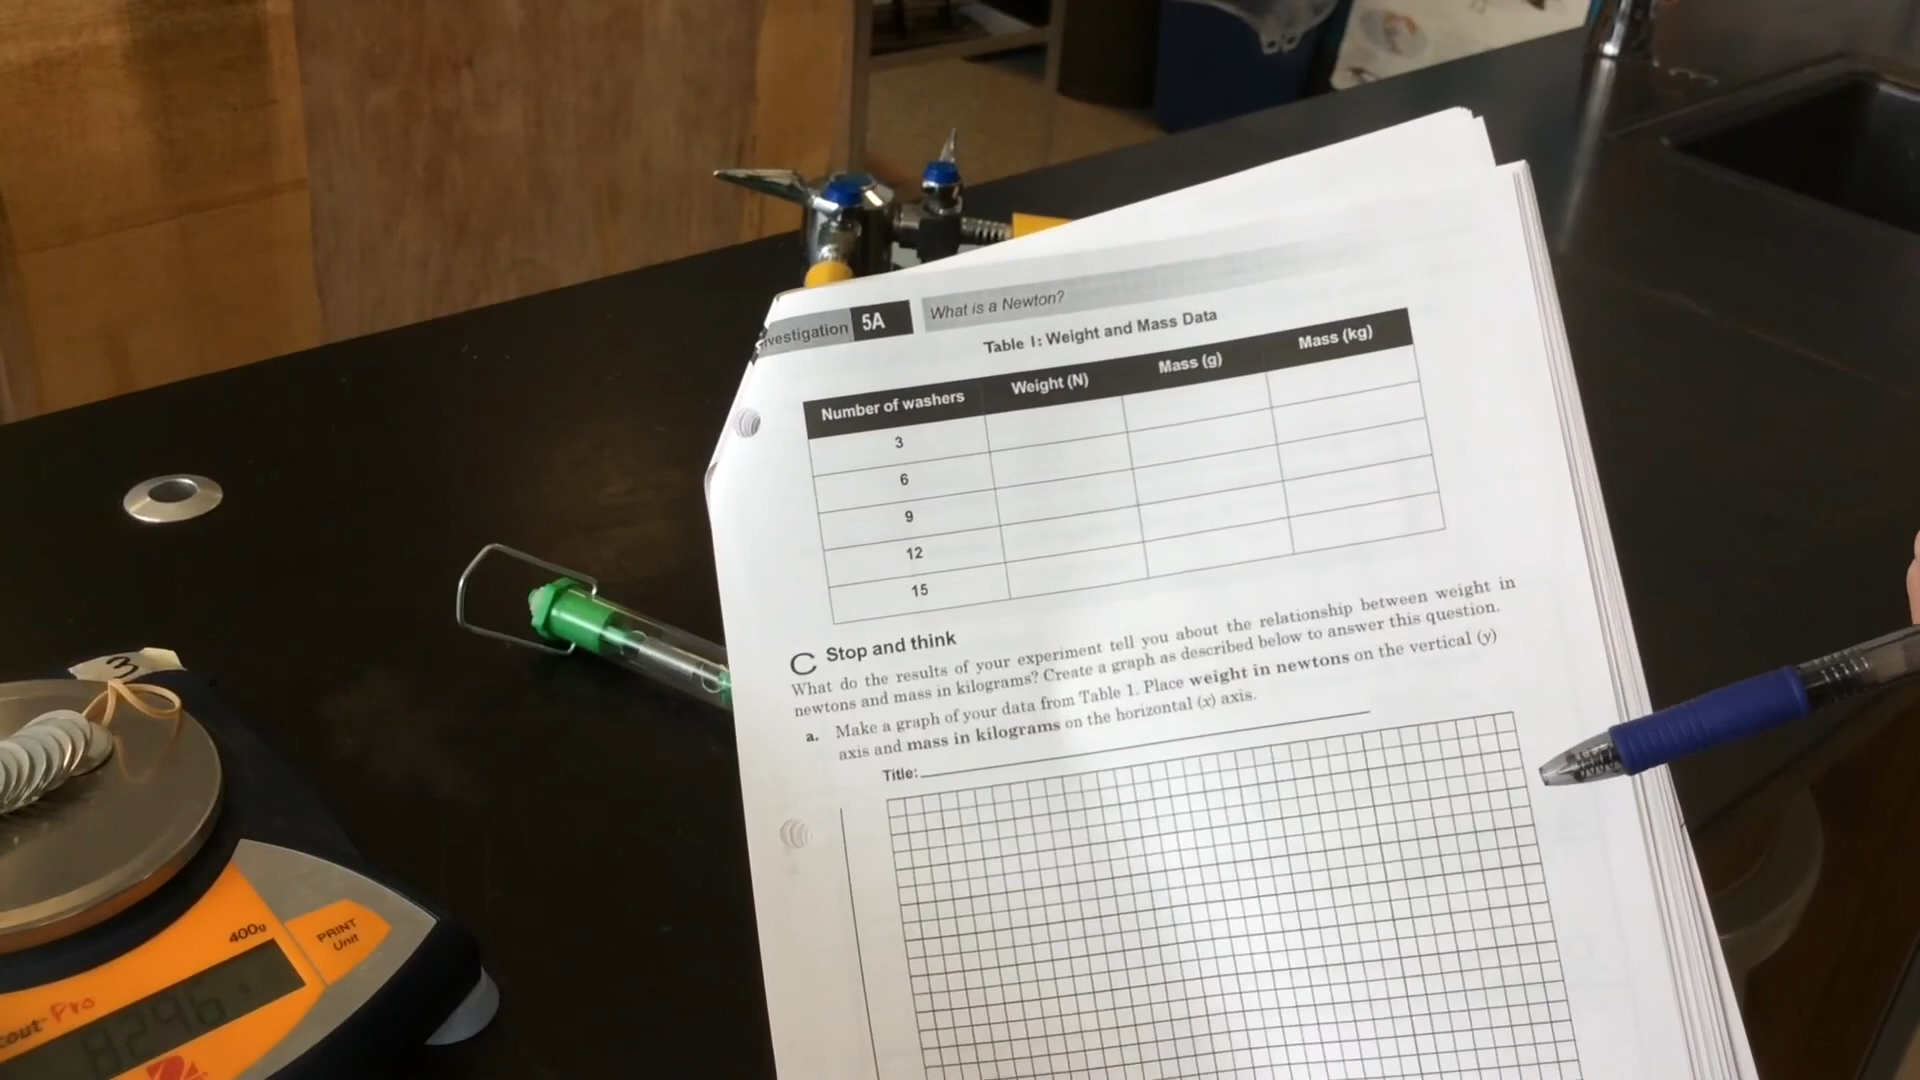 vestigation 5A What is a Newton?
Table 1: Weight and Mass Data
Number of washers Weight (N) Mass (g) Mass (kg)
3
6
9
12
15
C Stop and think
What do the results of your experiment tell you about the relationship between weight in
newtons and mass in kilograms? Create a graph as described below to answer this question.
a. Make a graph of your data from Table 1. Place weight in newtons on the vertical (y)
axis and mass in kilograms on the horizontal (x) axis.
Title:
3
400g
PRINT
Unit
cout Pro